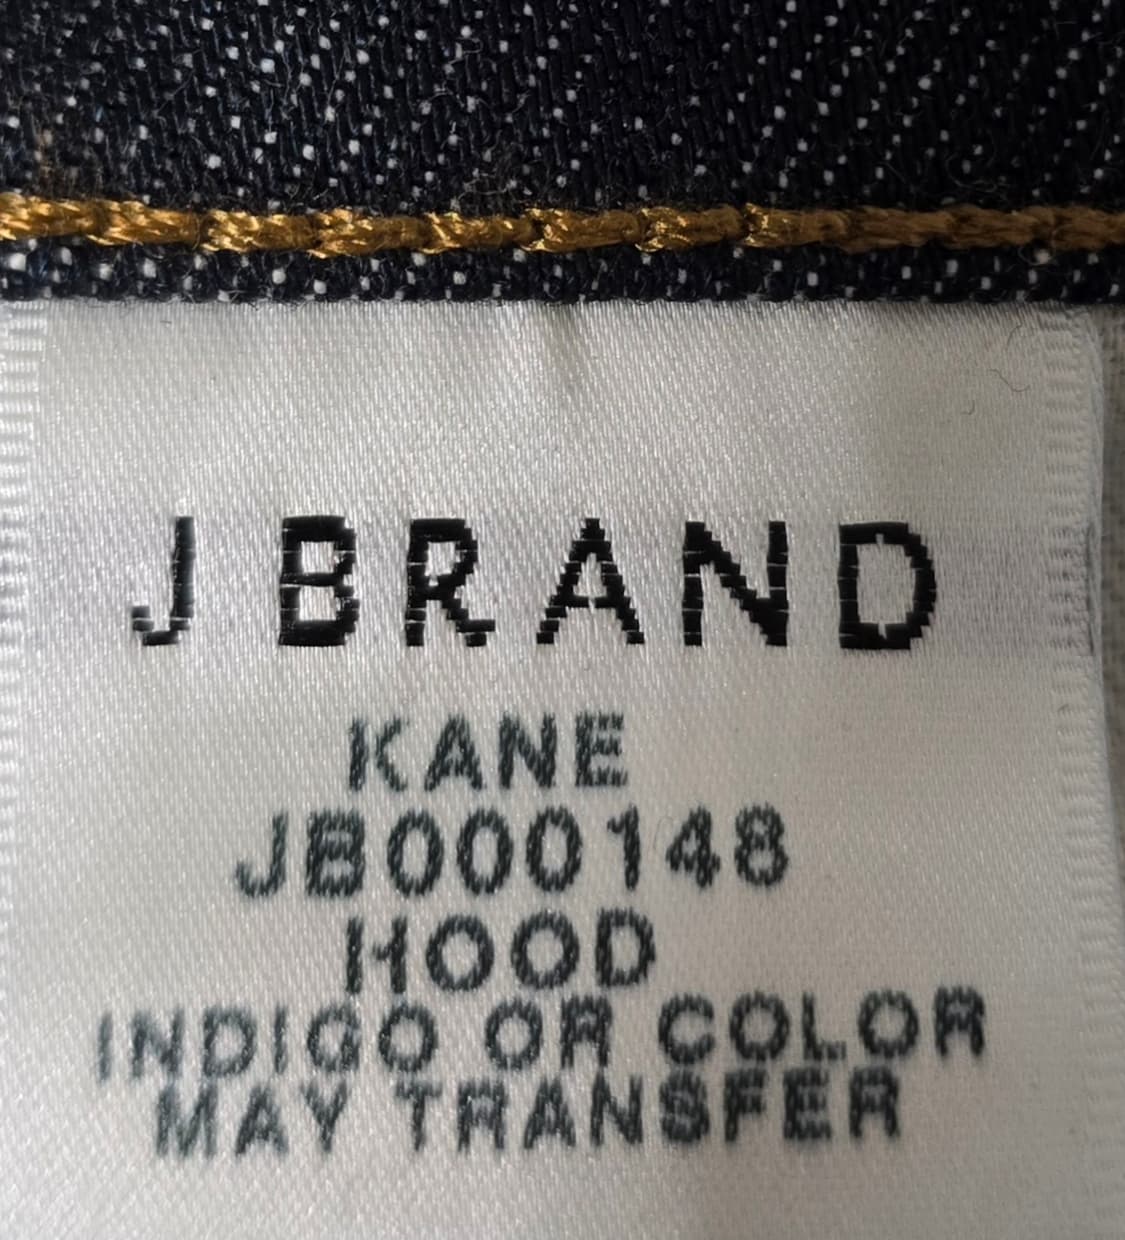 J BRAND
KANE
JB000148
HOOD
INDIGO OR COLOR
MAY TRANSFER